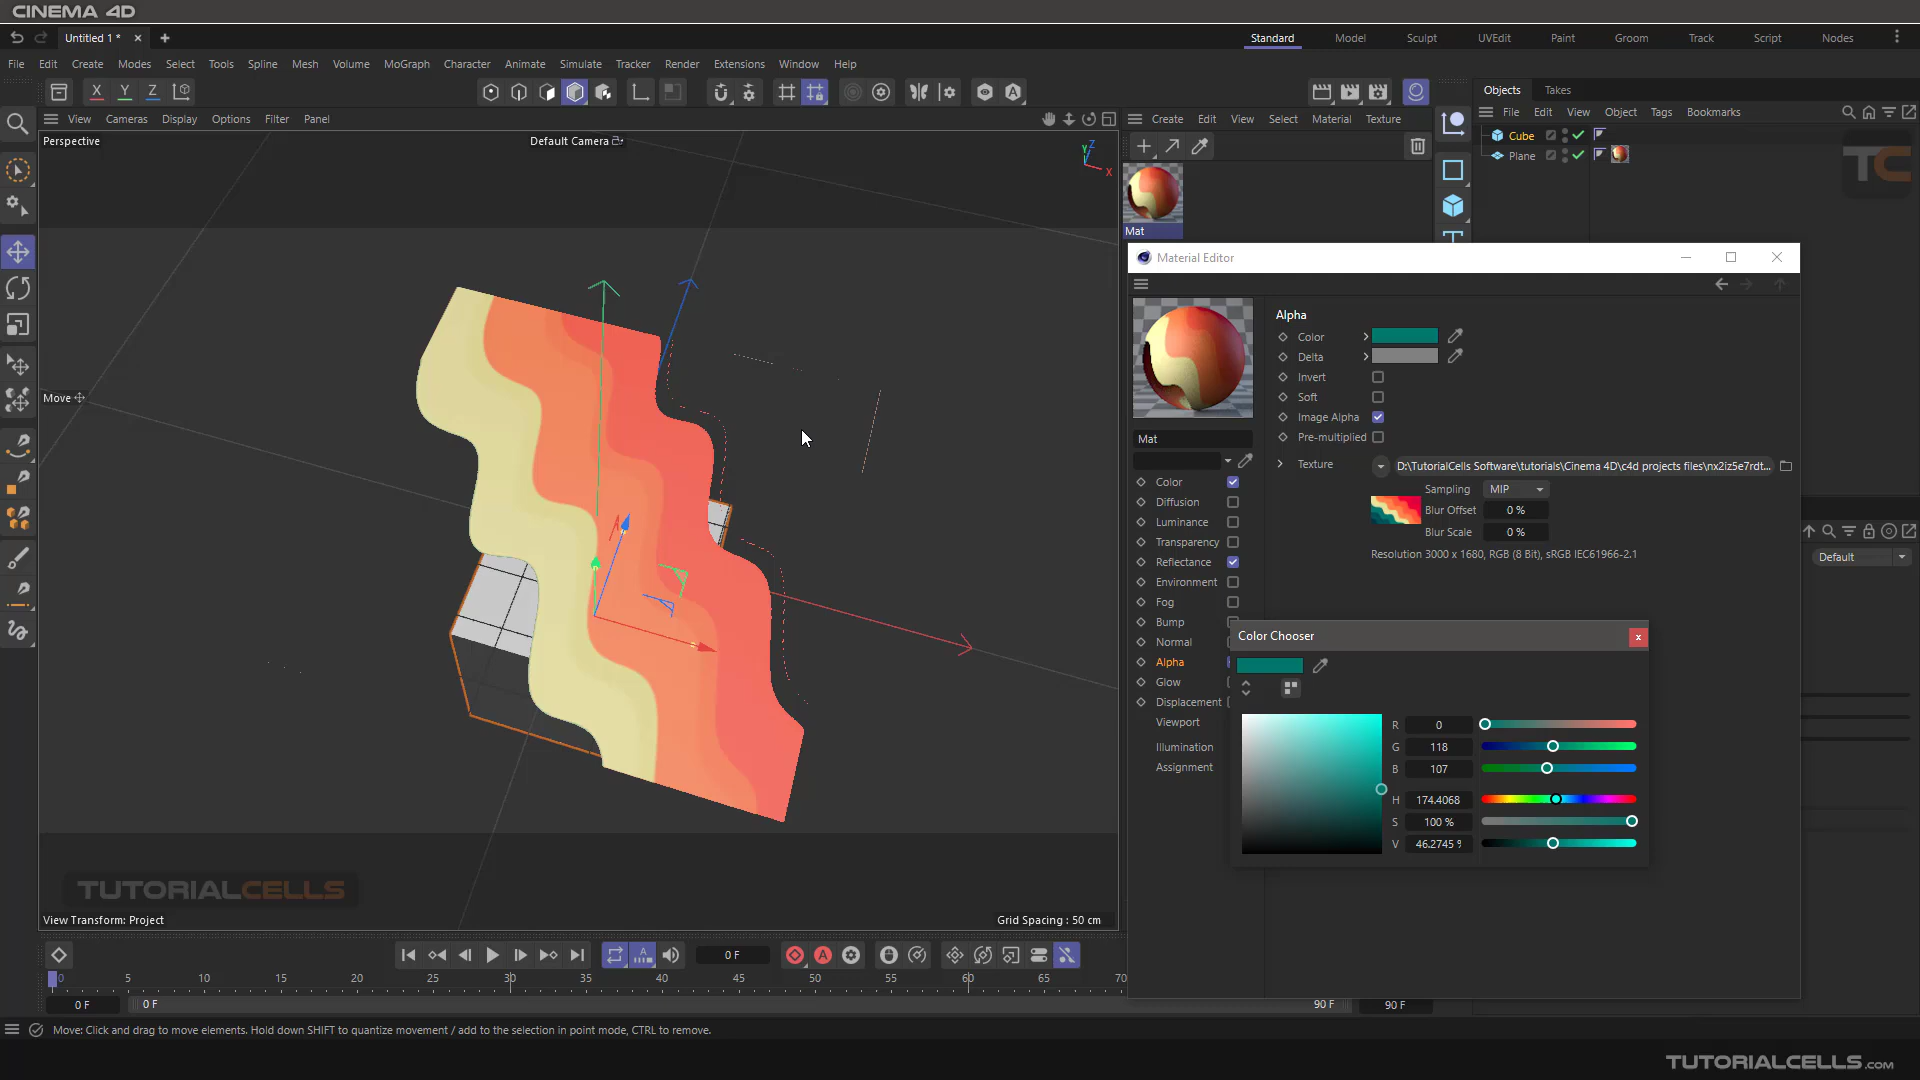 CINEMA 4D
Untitled 1 *
Standard Model Sculpt UVEdit Paint Groom Track Script Nodes
File Edit Create Modes Select Tools Spline Mesh Volume MoGraph Character Animate Simulate Tracker Render Extensions Window Help
X Y Z
Objects Takes
View Cameras Display Options Filter Panel
Create Edit View Select Material Texture
File Edit View Object Tags Bookmarks
Perspective
Default Camera
Y Z
X
Cube
Plane
TC
Mat
Material Editor
Alpha
Color
Delta
Invert
Soft
Move
Image Alpha
Mat
Pre-multiplied
Texture D:\TutorialCells Software\tutorials\Cinema 4D\c4d projects files\nx2iz5e7rdt...
Sampling MIP
Blur Offset 0 %
Blur Scale 0 %
Resolution 3000 x 1680, RGB (8 Bit), sRGB IEC61966-2.1
Default
Color
Diffusion
Luminance
Transparency
Reflectance
Environment
Fog
Bump
Normal
Alpha
Glow
Displacement
Viewport
Illumination
Assignment
Color Chooser
x
R 0
G 118
B 107
H 174.4068
S 100 %
V 46.2745
TUTORIALCELLS
View Transform: Project
Grid Spacing : 50 cm
0 F
0 5 10 15 20 25 30 35 40 45 50 55 60 65 70
0 F 0 F 90 F 90 F
Move: Click and drag to move elements. Hold down SHIFT to quantize movement / add to the selection in point mode, CTRL to remove.
TUTORIALCELLS.com